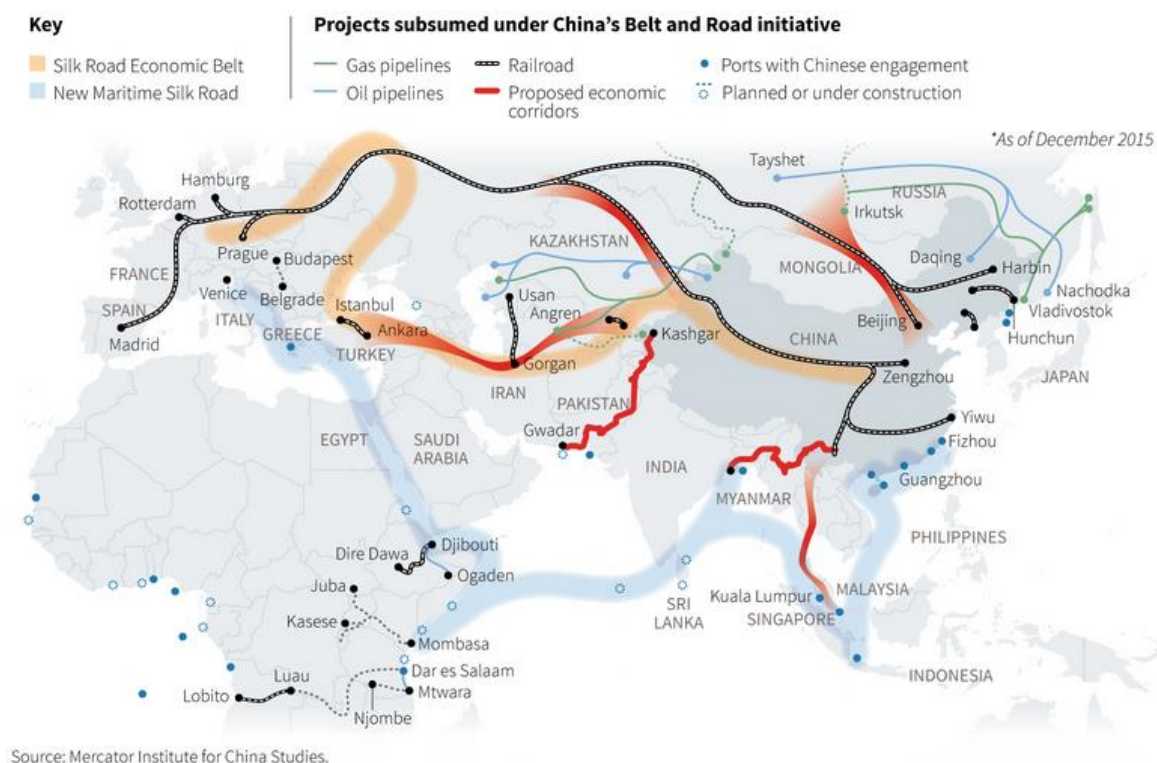 Key
Silk Road Economic Belt
New Maritime Silk Road
Projects subsumed under China's Belt and Road initiative
Gas pipelines
Oil pipelines
Railroad
Proposed economic
corridors
Ports with Chinese engagement
Planned or under construction
*As of December 2015
Tayshet
Hamburg
RUSSIA
Rotterdam
Irkutsk
KAZAKHSTAN
Prague
Budapest
Daqing
Harbin
FRANCE
MONGOLIA
Venice
Belgrade
Usan
Nachodka
SPAIN
ITALY
Istanbul
Angren
Vladivostok
Beijing
GREECE
Ankara
Kashgar
CHINA
Hunchun
Madrid
TURKEY
Gorgan
Zengzhou
JAPAN
IRAN
PAKISTAN
Yiwu
Gwadar
EGYPT
SAUDI
ARABIA
Fizhou
INDIA
Guangzhou
MYANMAR
PHILIPPINES
Djibouti
Dire Dawa
Ogaden
Juba
MALAYSIA
Kuala Lumpur
SRI
LANKA
SINGAPORE
Kasese
Mombasa
Dar es Salaam
INDONESIA
Luau
Lobito
Mtwara
Njombe
Source: Mercator Institute for China Studies.